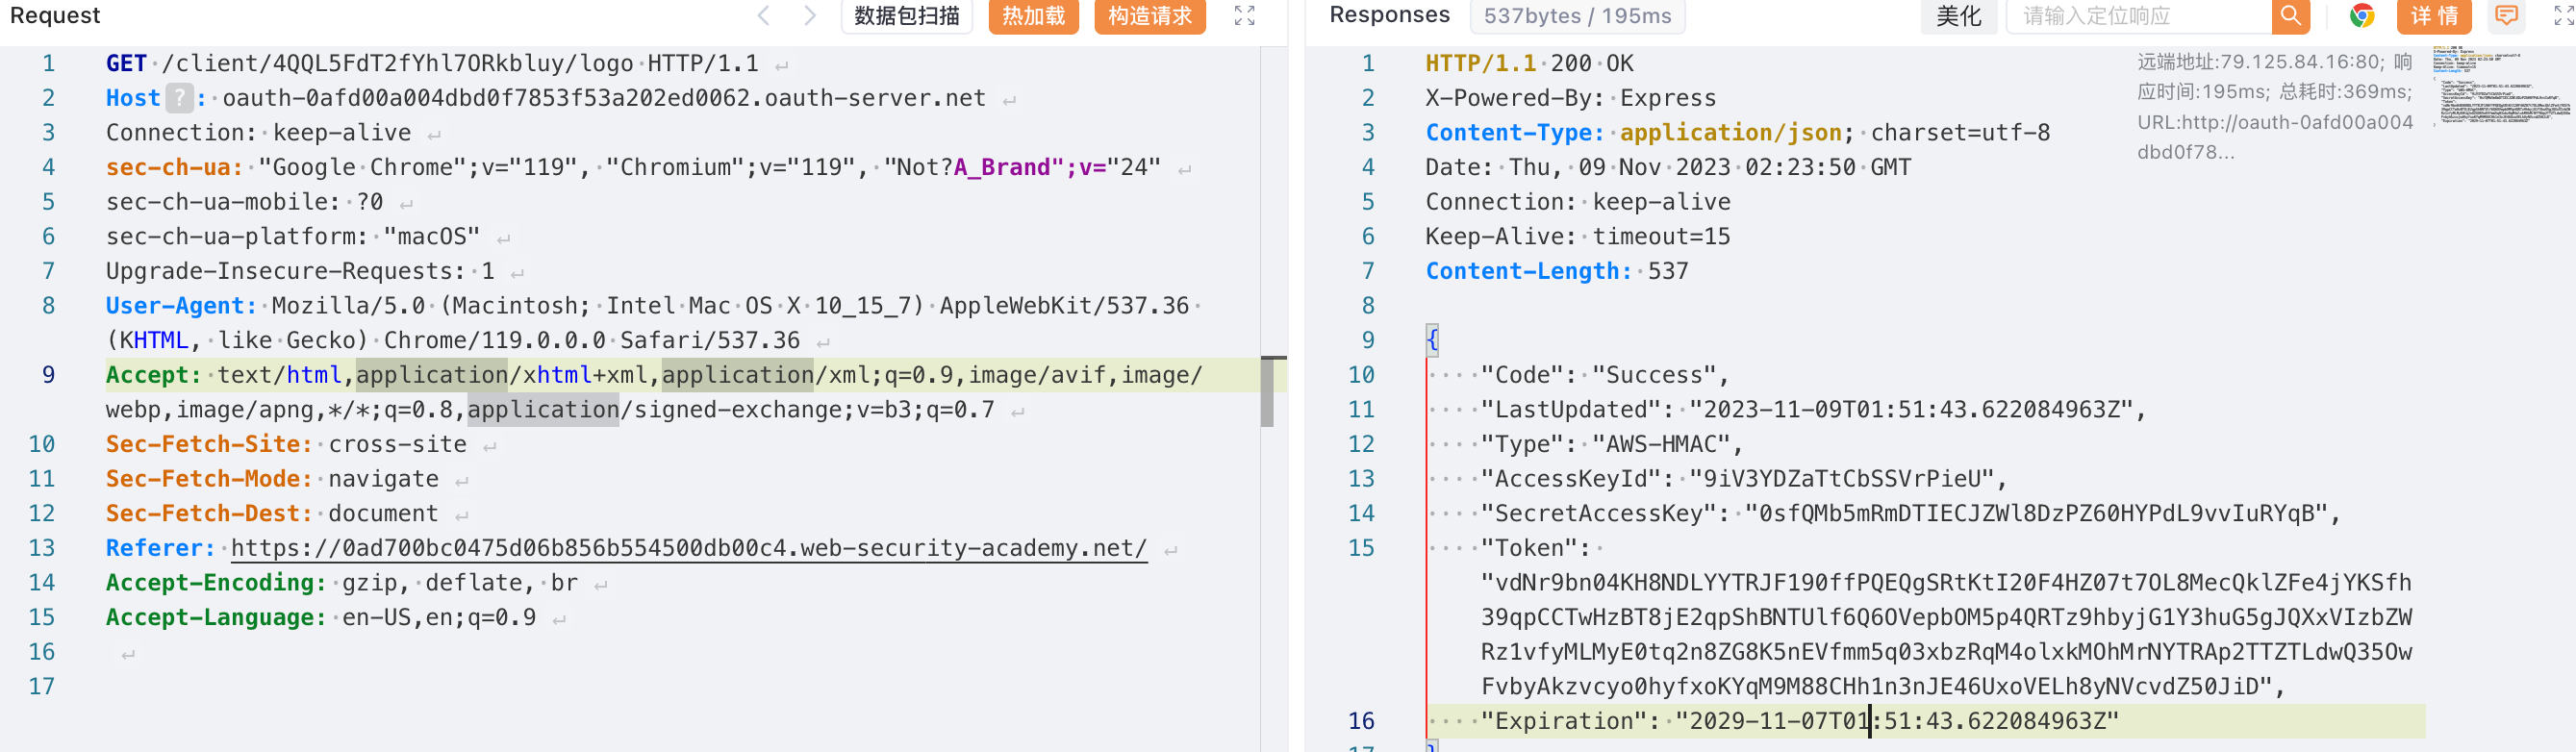 Request
数据包扫描
热加载
构造请求
1 GET /client/4QQL5FdT2fYhl7ORkbluy/logo HTTP/1.1
2 Host ? : oauth-0afd00a004dbd0f7853f53a202ed0062.oauth-server.net
3 Connection: keep-alive
4 sec-ch-ua: "Google Chrome";v="119", "Chromium";v="119", "Not?A_Brand";v="24"
5 sec-ch-ua-mobile: ?0
6 sec-ch-ua-platform: "macOS"
7 Upgrade-Insecure-Requests: 1
8 User-Agent: Mozilla/5.0 (Macintosh; Intel Mac OS X 10_15_7) AppleWebKit/537.36
(KHTML, like Gecko) Chrome/119.0.0.0 Safari/537.36
9 Accept: text/html,application/xhtml+xml,application/xml;q=0.9,image/avif,image/
webp,image/apng,*/*;q=0.8,application/signed-exchange;v=b3;q=0.7
10 Sec-Fetch-Site: cross-site
11 Sec-Fetch-Mode: navigate
12 Sec-Fetch-Dest: document
13 Referer: https://0ad700bc0475d06b856b554500db00c4.web-security-academy.net/
14 Accept-Encoding: gzip, deflate, br
15 Accept-Language: en-US,en;q=0.9
16
17
Responses
537bytes / 195ms
美化
请输入定位响应
详 情
1 HTTP/1.1 200 OK
2 X-Powered-By: Express
3 Content-Type: application/json; charset=utf-8
4 Date: Thu, 09 Nov 2023 02:23:50 GMT
5 Connection: keep-alive
6 Keep-Alive: timeout=15
7 Content-Length: 537
8
9 {
10 "Code": "Success",
11 "LastUpdated": "2023-11-09T01:51:43.622084963Z",
12 "Type": "AWS-HMAC",
13 "AccessKeyId": "9iV3YDZaTtCbSSVrPieU",
14 "SecretAccessKey": "0sfQMb5mRmDTIECJZWl8DzPZ60HYPdL9vvIuRYqB",
15 "Token":
"vdNr9bn04KH8NDLYYTRJF190ffPQEQgSRtKtI20F4HZ07t7OL8MecQklZFe4jYKSfh
39qpCCTwHzBT8jE2qpShBNTUlf6Q6OVepbOM5p4QRTz9hbyjG1Y3huG5gJQXxVIzbZW
Rz1vfyMLMyE0tq2n8ZG8K5nEVfmm5q03xbzRqM4olxkMOhMrNYTRAp2TTZTLdwQ35Ow
FvbyAkzvcyo0hyfxoKYqM9M88CHh1n3nJE46UxoVELh8yNVcvdZ50JiD",
16 "Expiration": "2029-11-07T01:51:43.622084963Z"
17 }
远端地址:79.125.84.16:80; 响
应时间:195ms; 总耗时:369ms;
URL:http://oauth-0afd00a004
dbd0f78...